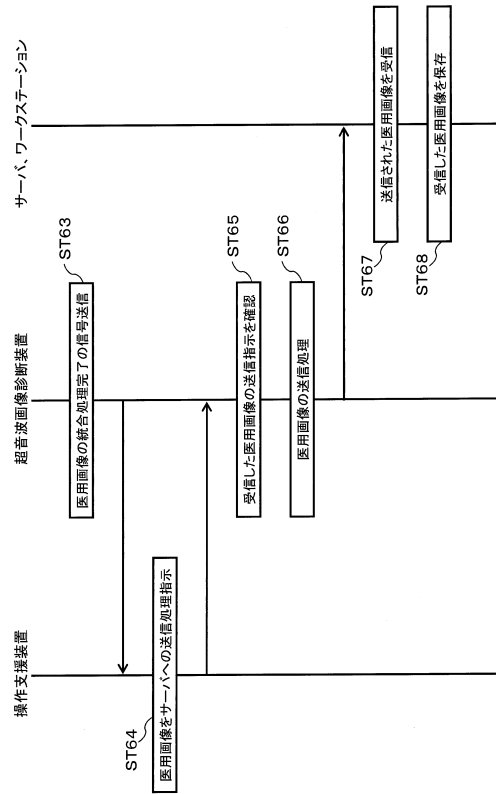 操作支援装置
超音波画像診断装置
サーバ、ワークステーション
医用画像の統合処理完了の信号送信
ST63
医用画像をサーバへの送信処理指示
ST64
受信した医用画像の送信指示を確認
ST65
医用画像の送信処理
ST66
送信された医用画像を受信
ST67
受信した医用画像を保存
ST68